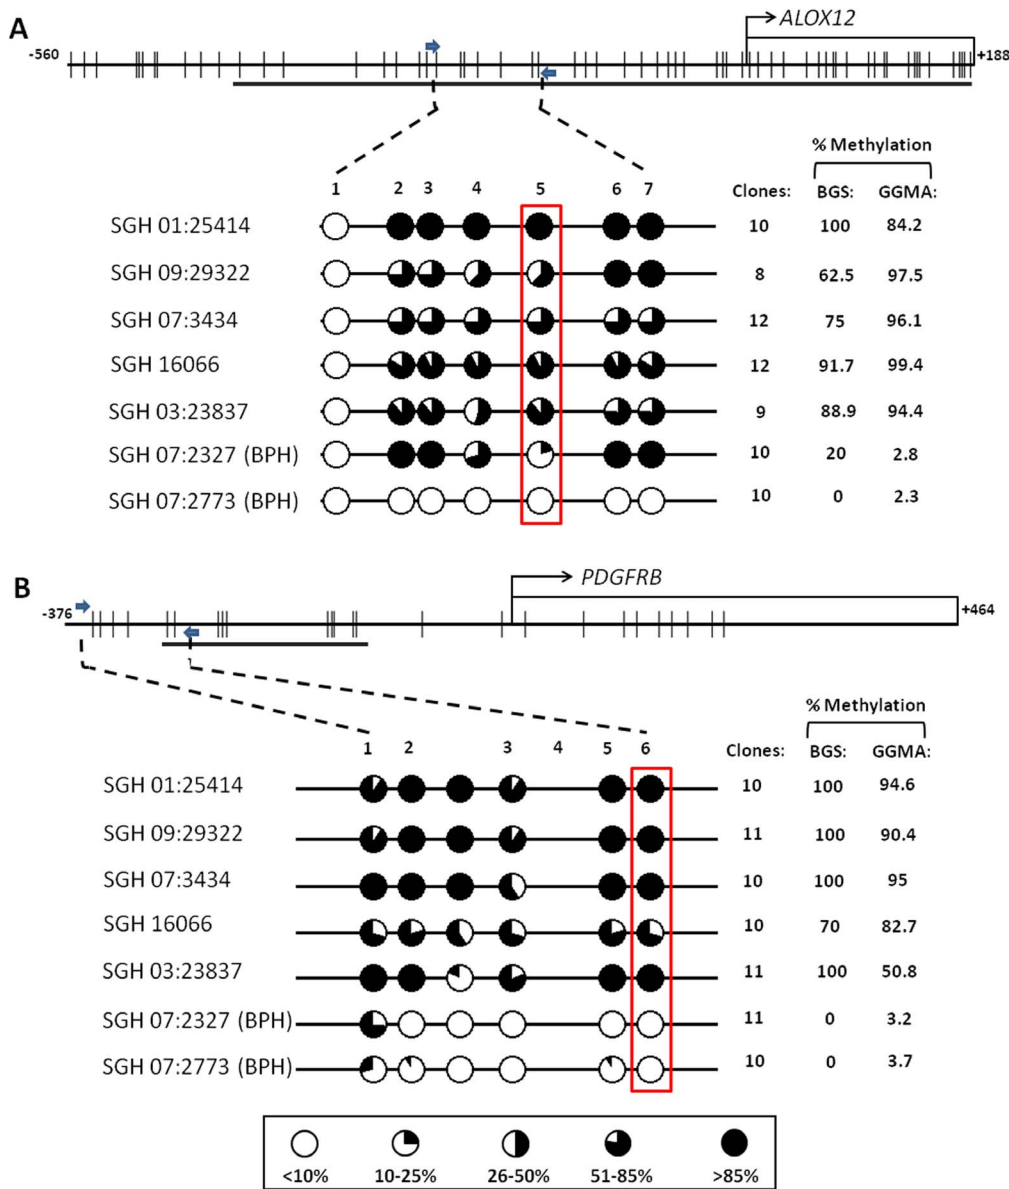 A
ALOX12
-560
+188
% Methylation
1 2 3 4 5 6 7 Clones: BGS: GGMA:
SGH 01:25414 10 100 84.2
SGH 09:29322 8 62.5 97.5
SGH 07:3434 12 75 96.1
SGH 16066 12 91.7 99.4
SGH 03:23837 9 88.9 94.4
SGH 07:2327 (BPH) 10 20 2.8
SGH 07:2773 (BPH) 10 0 2.3
B
PDGFRB
-376
+464
% Methylation
1 2 3 4 5 6 Clones: BGS: GGMA:
SGH 01:25414 10 100 94.6
SGH 09:29322 11 100 90.4
SGH 07:3434 10 100 95
SGH 16066 10 70 82.7
SGH 03:23837 11 100 50.8
SGH 07:2327 (BPH) 11 0 3.2
SGH 07:2773 (BPH) 10 0 3.7
<10% 10-25% 26-50% 51-85% >85%